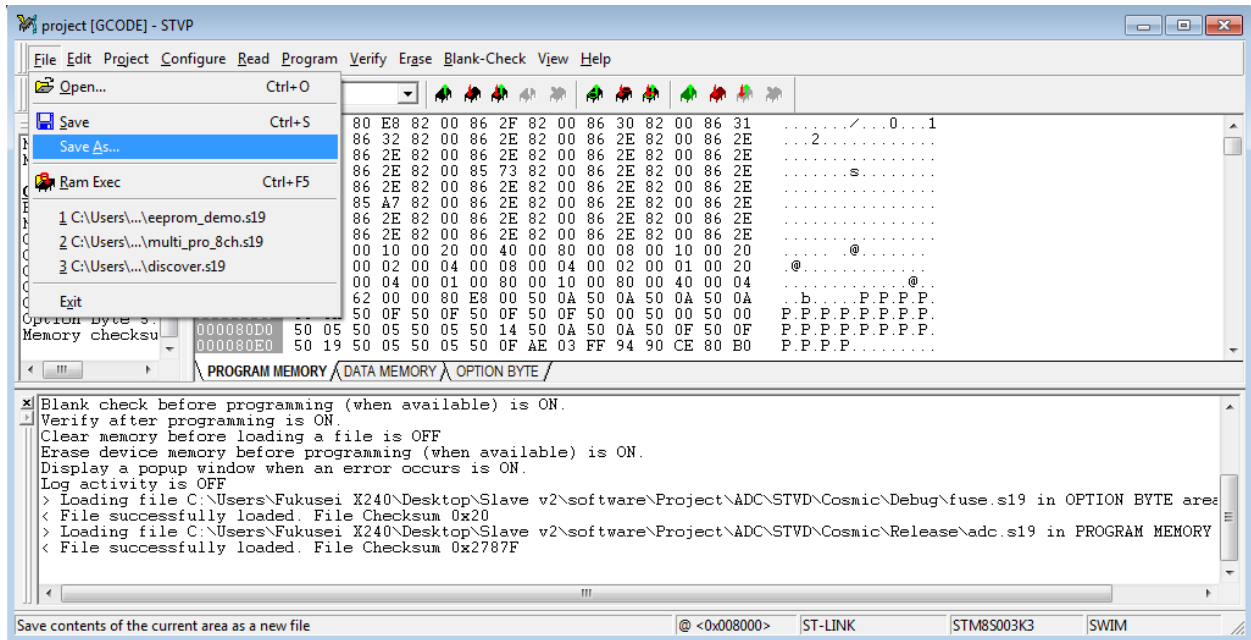 project [GCODE] - STVP
File Edit Project Configure Read Program Verify Erase Blank-Check View Help
Open... Ctrl+O
Save Ctrl+S
Save As...
Ram Exec Ctrl+F5
1 C:\Users\...\eeprom_demo.s19
2 C:\Users\...\multi_pro_8ch.s19
3 C:\Users\...\discover.s19
Exit
80 E8 82 00 86 2F 82 00 86 30 82 00 86 31 ......./...0...1
86 32 82 00 86 2E 82 00 86 2E 82 00 86 2E ...2............
86 2E 82 00 86 2E 82 00 86 2E 82 00 86 2E ................
86 2E 82 00 85 73 82 00 86 2E 82 00 86 2E .......s........
86 2E 82 00 86 2E 82 00 86 2E 82 00 86 2E ................
85 A7 82 00 86 2E 82 00 86 2E 82 00 86 2E ................
86 2E 82 00 86 2E 82 00 86 2E 82 00 86 2E ................
86 2E 82 00 86 2E 82 00 86 2E 82 00 86 2E ................
00 10 00 20 00 40 00 80 00 08 00 10 00 20 ..... .@.......
00 02 00 04 00 08 00 04 00 02 00 01 00 20 .@.............
00 04 00 01 00 80 00 10 00 80 00 40 00 04 .............@..
62 00 00 80 E8 00 50 0A 50 0A 50 0A 50 0A ..b.....P.P.P.P.
50 0F 50 0F 50 0F 50 0F 50 00 50 00 50 00 P.P.P.P.P.P.P.P.
Option byte 5:
000080D0 50 05 50 05 50 05 50 14 50 0A 50 0A 50 0F 50 0F P.P.P.P.P.P.P.P.
Memory checksu
000080E0 50 19 50 05 50 05 50 0F AE 03 FF 94 90 CE 80 B0 P.P.P.P.........
PROGRAM MEMORY DATA MEMORY OPTION BYTE
Blank check before programming (when available) is ON.
Verify after programming is ON.
Clear memory before loading a file is OFF
Erase device memory before programming (when available) is ON.
Display a popup window when an error occurs is ON.
Log activity is OFF
> Loading file C:\Users\Fukusei X240\Desktop\Slave v2\software\Project\ADC\STVD\Cosmic\Debug\fuse.s19 in OPTION BYTE area
< File successfully loaded. File Checksum 0x20
> Loading file C:\Users\Fukusei X240\Desktop\Slave v2\software\Project\ADC\STVD\Cosmic\Release\adc.s19 in PROGRAM MEMORY
< File successfully loaded. File Checksum 0x2787F
Save contents of the current area as a new file @ <0x008000> ST-LINK STM8S003K3 SWIM